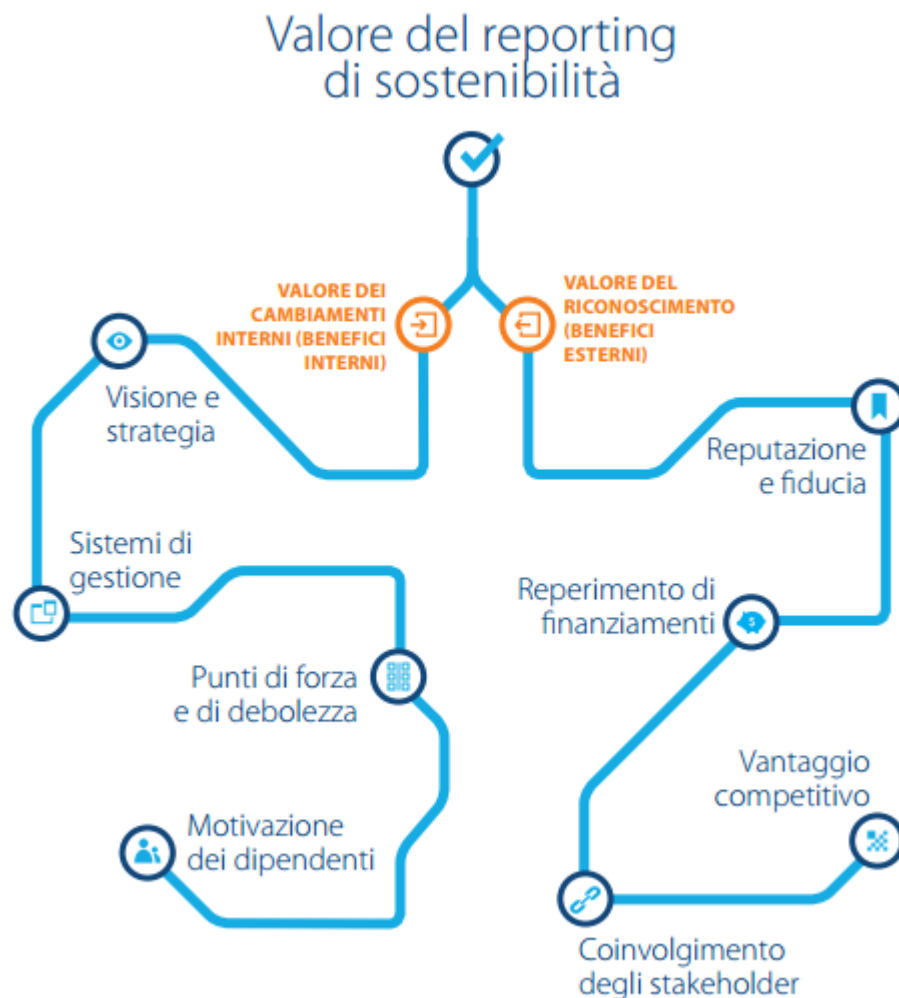 Valore del reporting
di sostenibilità
VALORE DEI
CAMBIAMENTI
INTERNI (BENEFICI
INTERNI)
VALORE DEL
RICONOSCIMENTO
(BENEFICI
ESTERNI)
Visione e
strategia
Reputazione
e fiducia
Sistemi di
gestione
Reperimento di
finanziamenti
$
Punti di forza
e di debolezza
Vantaggio
competitivo
Motivazione
dei dipendenti
Coinvolgimento
degli stakeholder